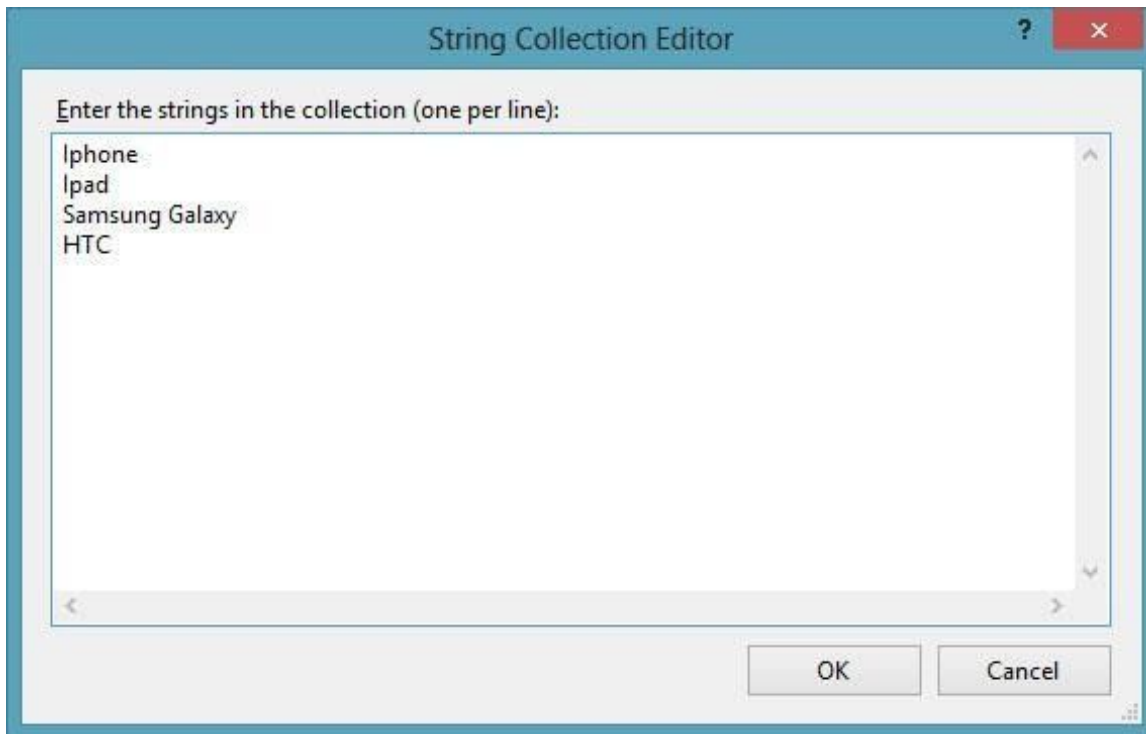 String Collection Editor
?
Enter the strings in the collection (one per line):
Iphone
Ipad
Samsung Galaxy
HTC
OK
Cancel